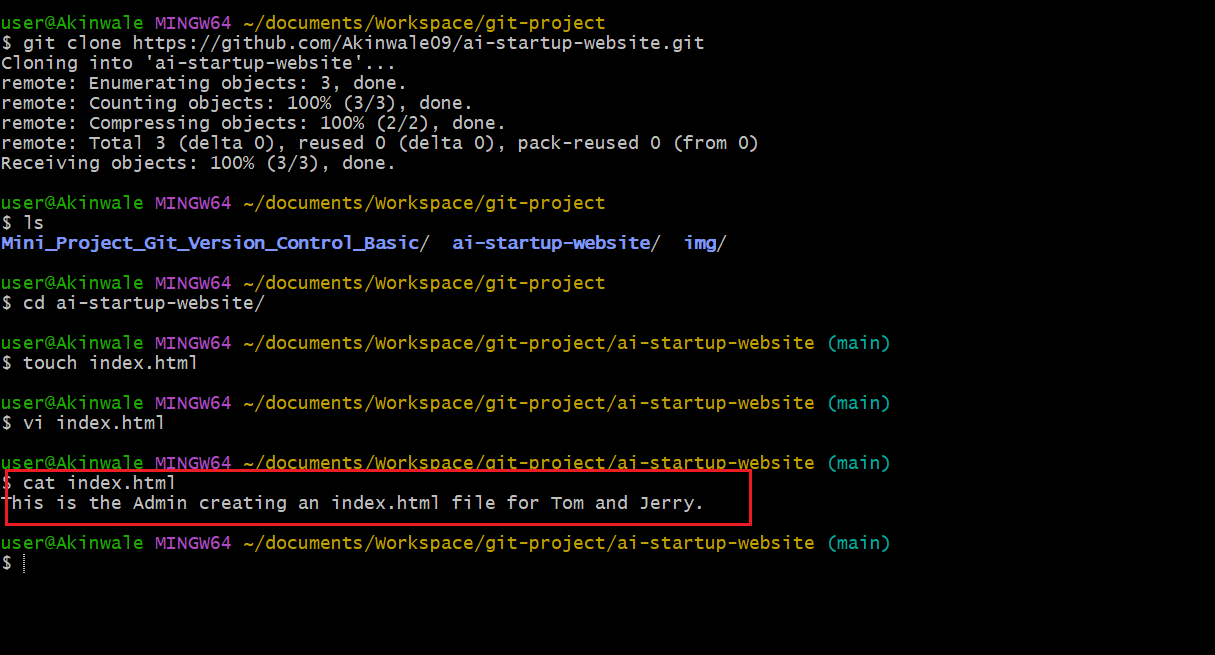 user@Akinwale MINGW64 ~/documents/Workspace/git-project
$ git clone https://github.com/Akinwale09/ai-startup-website.git
Cloning into 'ai-startup-website'...
remote: Enumerating objects: 3, done.
remote: Counting objects: 100% (3/3), done.
remote: Compressing objects: 100% (2/2), done.
remote: Total 3 (delta 0), reused 0 (delta 0), pack-reused 0 (from 0)
Receiving objects: 100% (3/3), done.
user@Akinwale MINGW64 ~/documents/Workspace/git-project
$ ls
Mini_Project_Git_Version_Control_Basic/  ai-startup-website/  img/
user@Akinwale MINGW64 ~/documents/Workspace/git-project
$ cd ai-startup-website/
user@Akinwale MINGW64 ~/documents/Workspace/git-project/ai-startup-website (main)
$ touch index.html
user@Akinwale MINGW64 ~/documents/Workspace/git-project/ai-startup-website (main)
$ vi index.html
user@Akinwale MINGW64 ~/documents/Workspace/git-project/ai-startup-website (main)
$ cat index.html
This is the Admin creating an index.html file for Tom and Jerry.
user@Akinwale MINGW64 ~/documents/Workspace/git-project/ai-startup-website (main)
$